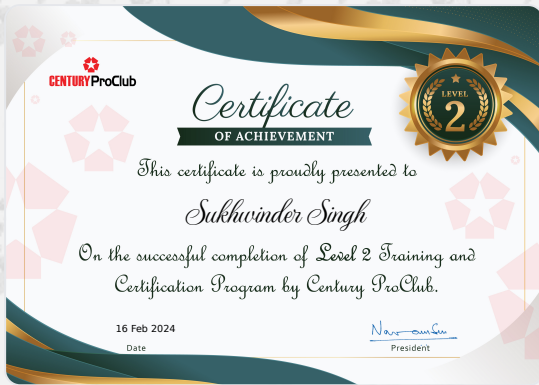 CENTURY ProClub
Certificate
OF ACHIEVEMENT
LEVEL
2
This certificate is proudly presented to
Sukhwinder Singh
On the successful completion of Level 2 Training and
Certification Program by Century ProClub.
16 Feb 2024
Date
President